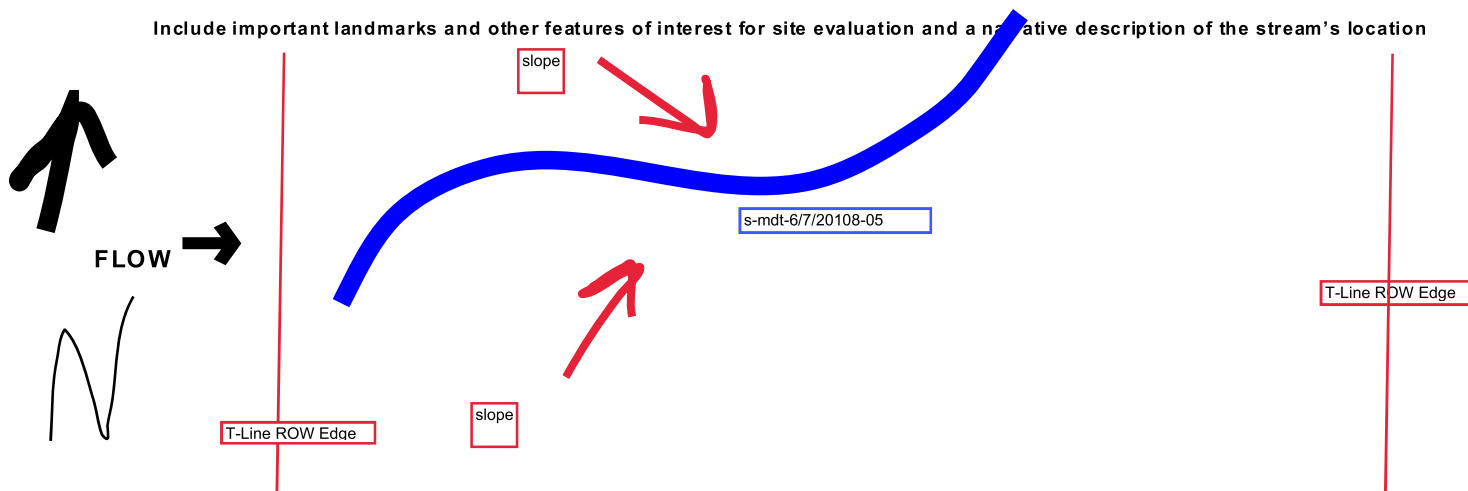 Include important landmarks and other features of interest for site evaluation and a narrative description of the stream's location
slope
s-mdt-6/7/20108-05
FLOW
T-Line ROW Edge
N
slope
T-Line ROW Edge